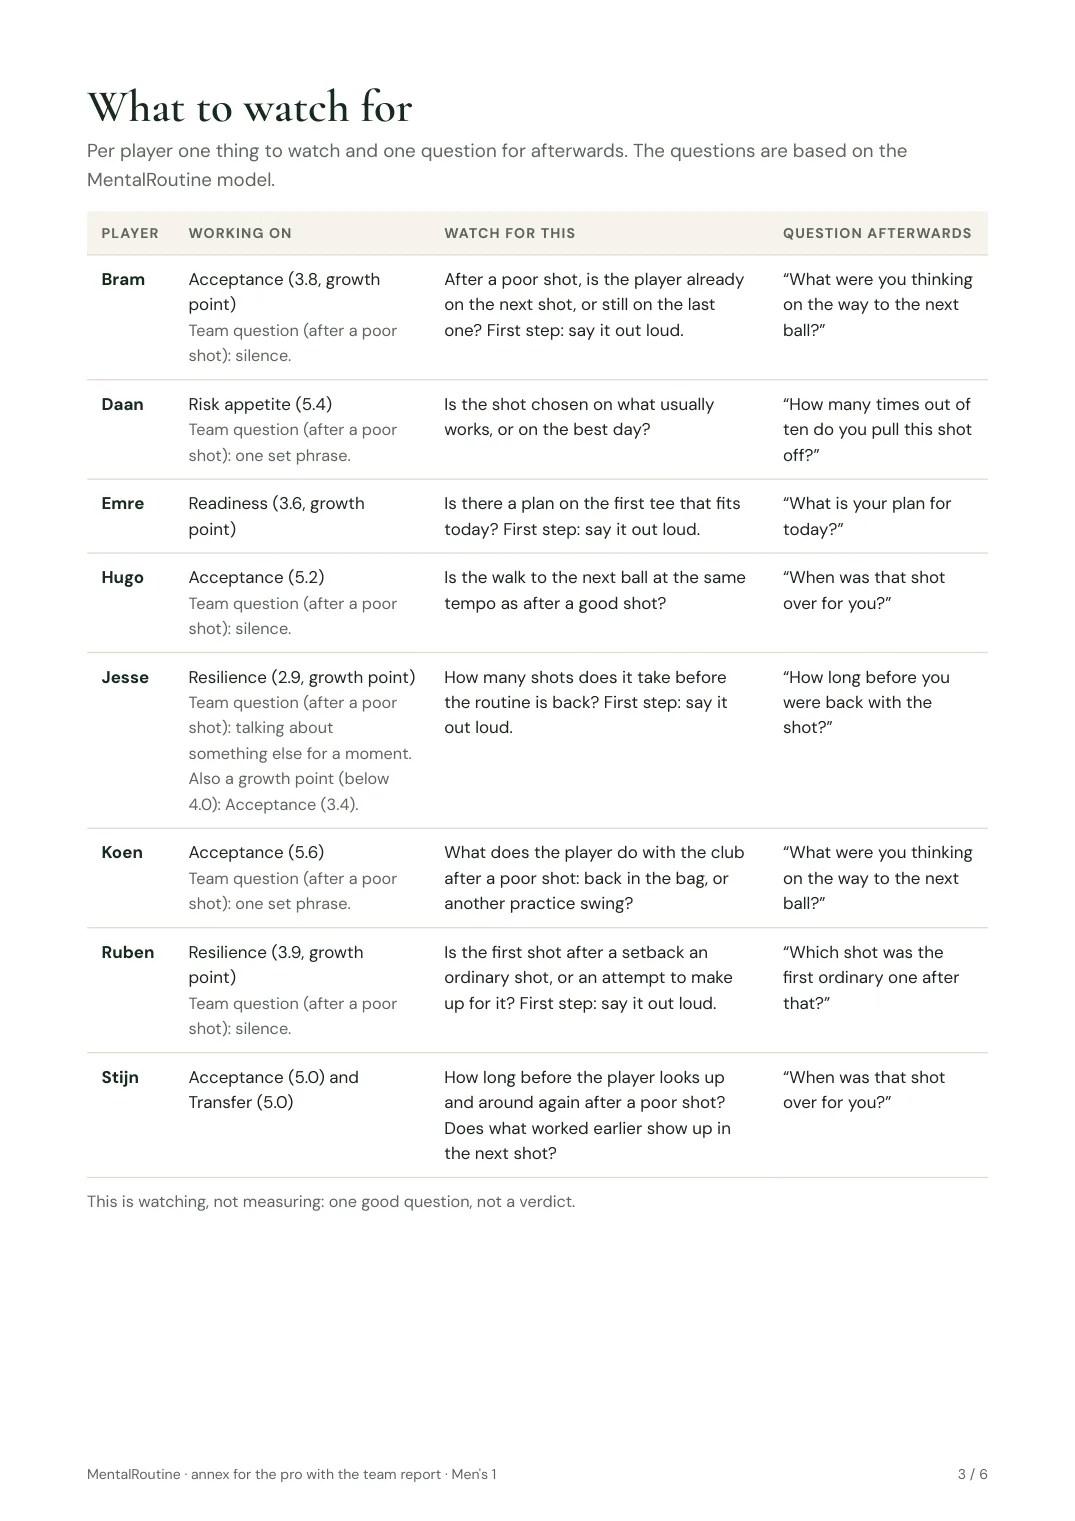 What to watch for
Per player one thing to watch and one question for afterwards. The questions are based on the
MentalRoutine model.
PLAYER WORKING ON WATCH FOR THIS QUESTION AFTERWARDS
Bram Acceptance (3.8, growth After a poor shot, is the player already “What were you thinking
point) on the next shot, or still on the last on the way to the next
Team question (after a poor one? First step: say it out loud. ball?”
shot): silence.
Daan Risk appetite (5.4) Is the shot chosen on what usually “How many times out of
Team question (after a poor works, or on the best day? ten do you pull this shot
shot): one set phrase. off?”
Emre Readiness (3.6, growth Is there a plan on the first tee that fits “What is your plan for
point) today? First step: say it out loud. today?”
Hugo Acceptance (5.2) Is the walk to the next ball at the same “When was that shot
Team question (after a poor tempo as after a good shot? over for you?”
shot): silence.
Jesse Resilience (2.9, growth point) How many shots does it take before “How long before you
Team question (after a poor the routine is back? First step: say it were back with the
shot): talking about out loud. shot?”
something else for a moment.
Also a growth point (below
4.0): Acceptance (3.4).
Koen Acceptance (5.6) What does the player do with the club “What were you thinking
Team question (after a poor after a poor shot: back in the bag, or on the way to the next
shot): one set phrase. another practice swing? ball?”
Ruben Resilience (3.9, growth Is the first shot after a setback an “Which shot was the
point) ordinary shot, or an attempt to make first ordinary one after
Team question (after a poor up for it? First step: say it out loud. that?”
shot): silence.
Stijn Acceptance (5.0) and How long before the player looks up “When was that shot
Transfer (5.0) and around again after a poor shot? over for you?”
Does what worked earlier show up in
the next shot?
This is watching, not measuring: one good question, not a verdict.
MentalRoutine · annex for the pro with the team report · Men's 1 3 / 6